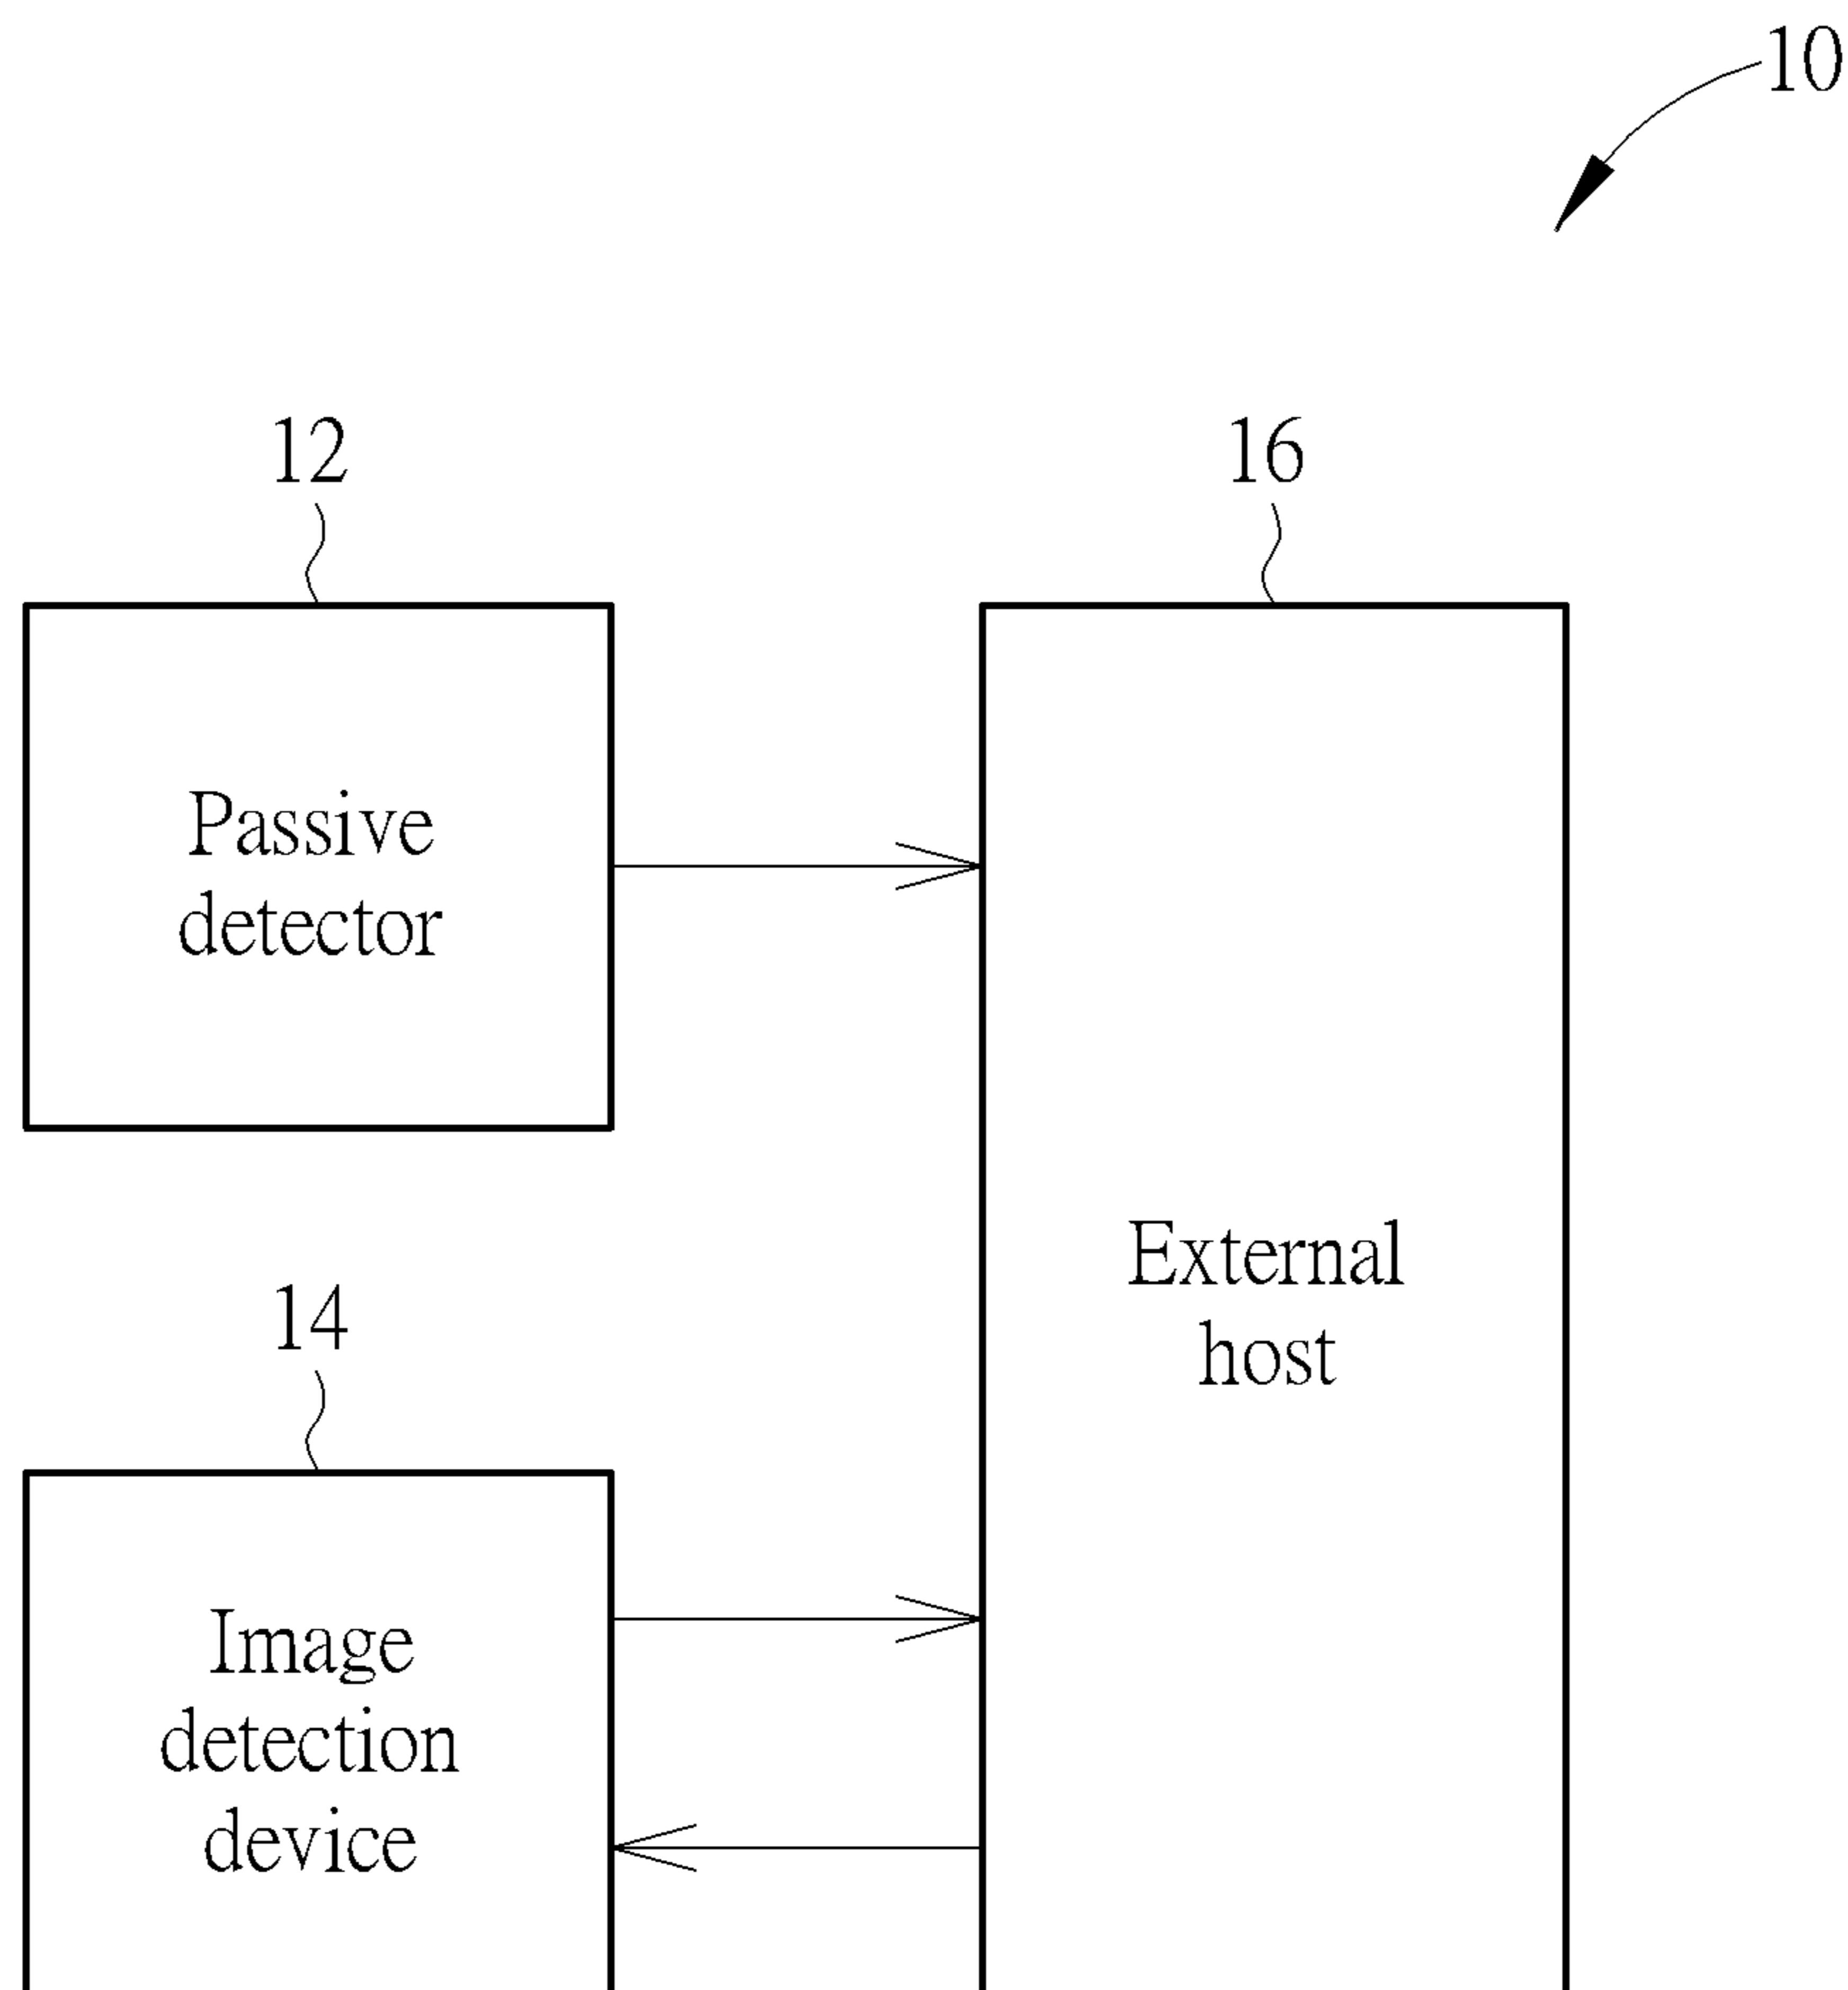 10
12
16
Passive
detector
External
host
14
Image
detection
device